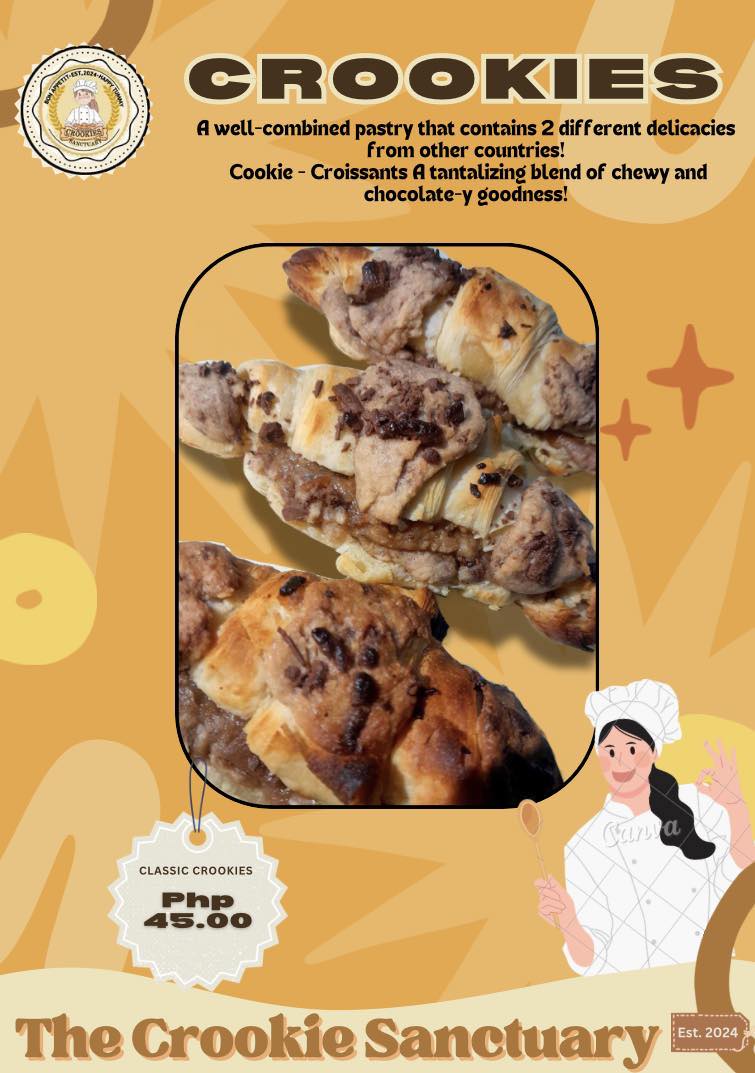 CROOKIES
A well-combined pastry that contains 2 different delicacies
from other countries!
Cookie - Croissants A tantalizing blend of chewy and
chocolate-y goodness!
BON APPETIT•EST.2024•HAPPY TUMMY
CROOKIES
SANCTUARY
Canva
CLASSIC CROOKIES
Php
45.00
The Crookie Sanctuary
Est. 2024